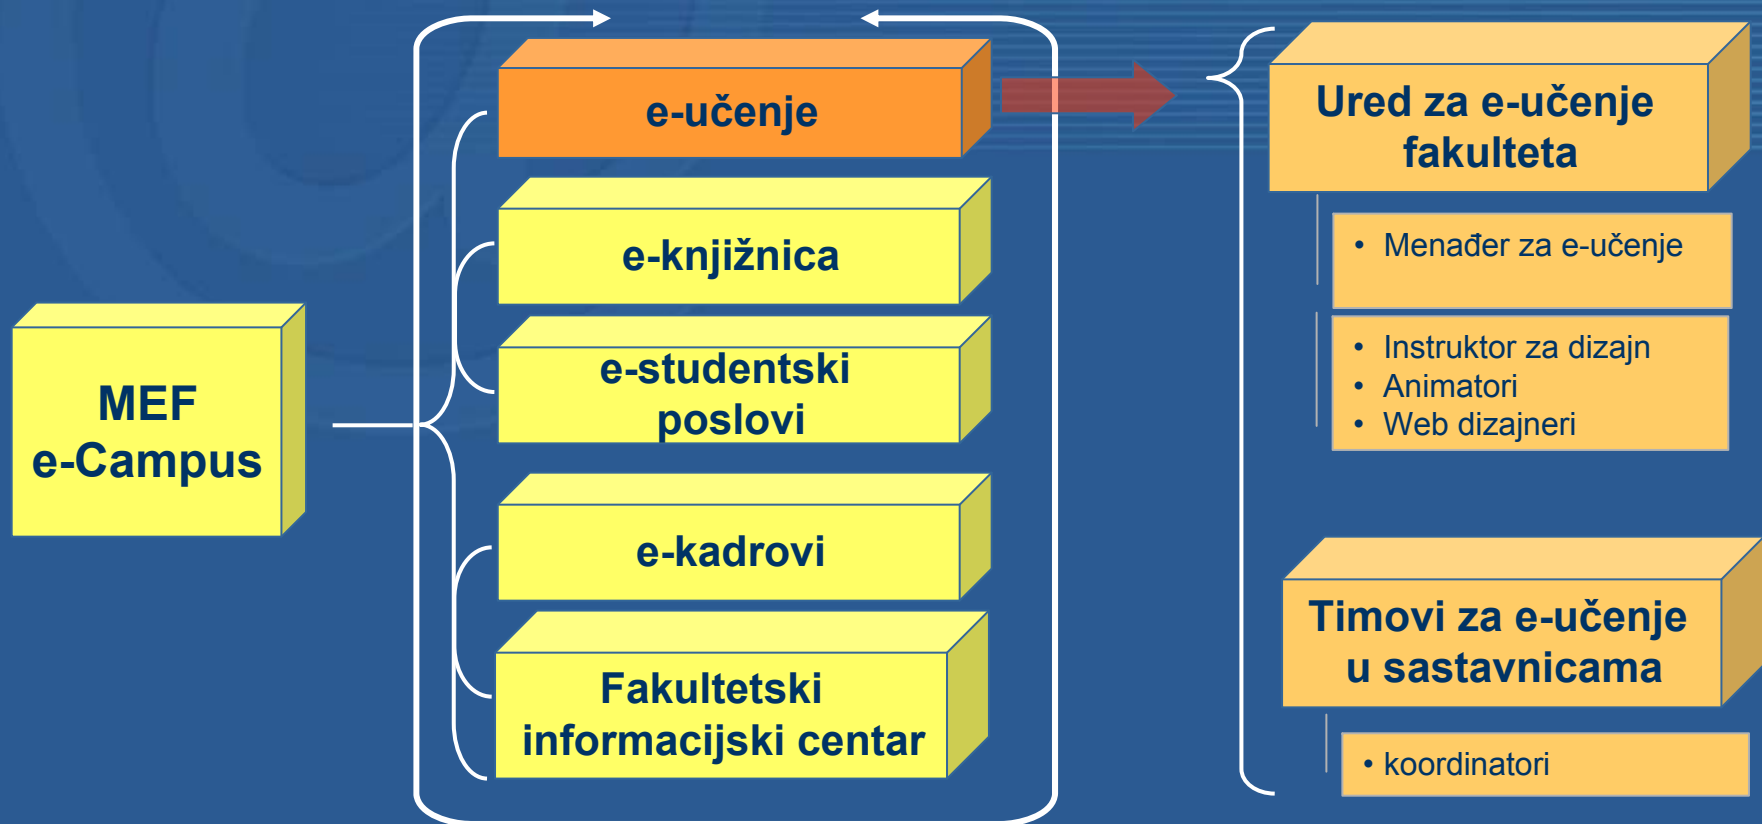 MEF
e-Campus
e-učenje
e-knjižnica
e-studentski
poslovi
e-kadrovi
Fakultetski
informacijski centar
Ured za e-učenje
fakulteta
• Menađer za e-učenje
• Instruktor za dizajn
• Animatori
• Web dizajneri
Timovi za e-učenje
u sastavnicama
• koordinatori